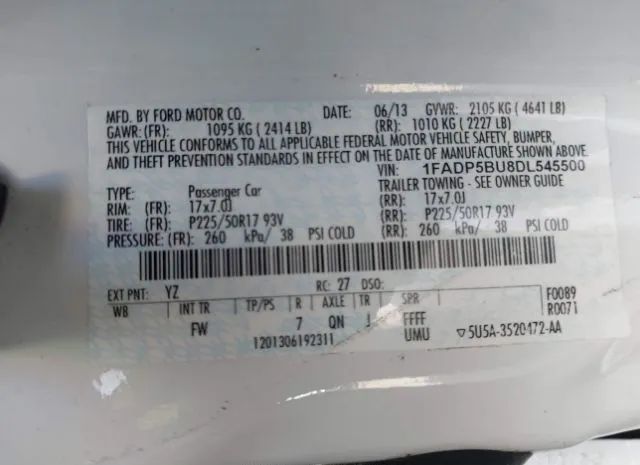 MFD. BY FORD MOTOR CO. DATE: 06/13 GVWR: 2105 KG ( 4641 LB)
GAWR: (FR): 1095 KG ( 2414 LB) (RR): 1010 KG ( 2227 LB)
THIS VEHICLE CONFORMS TO ALL APPLICABLE FEDERAL MOTOR VEHICLE SAFETY, BUMPER,
AND THEFT PREVENTION STANDARDS IN EFFECT ON THE DATE OF MANUFACTURE SHOWN ABOVE.
VIN: 1FADP5BU8DL545500
TYPE: Passenger Car TRAILER TOWING - SEE OWNER GUIDE
RIM: (FR): 17x7.0J (RR): 17x7.0J
TIRE: (FR): P225/50R17 93V (RR): P225/50R17 93V
PRESSURE: (FR): 260 kPa/ 38 PSI COLD (RR): 260 kPa/ 38 PSI COLD
EXT PNT: YZ RC: 27 DSO: F0089
WB INT TR TP/PS R AXLE TR SPR R0071
FW 7 QN J FFFF
1201306192311 UMU ▽5U5A-3520472-AA